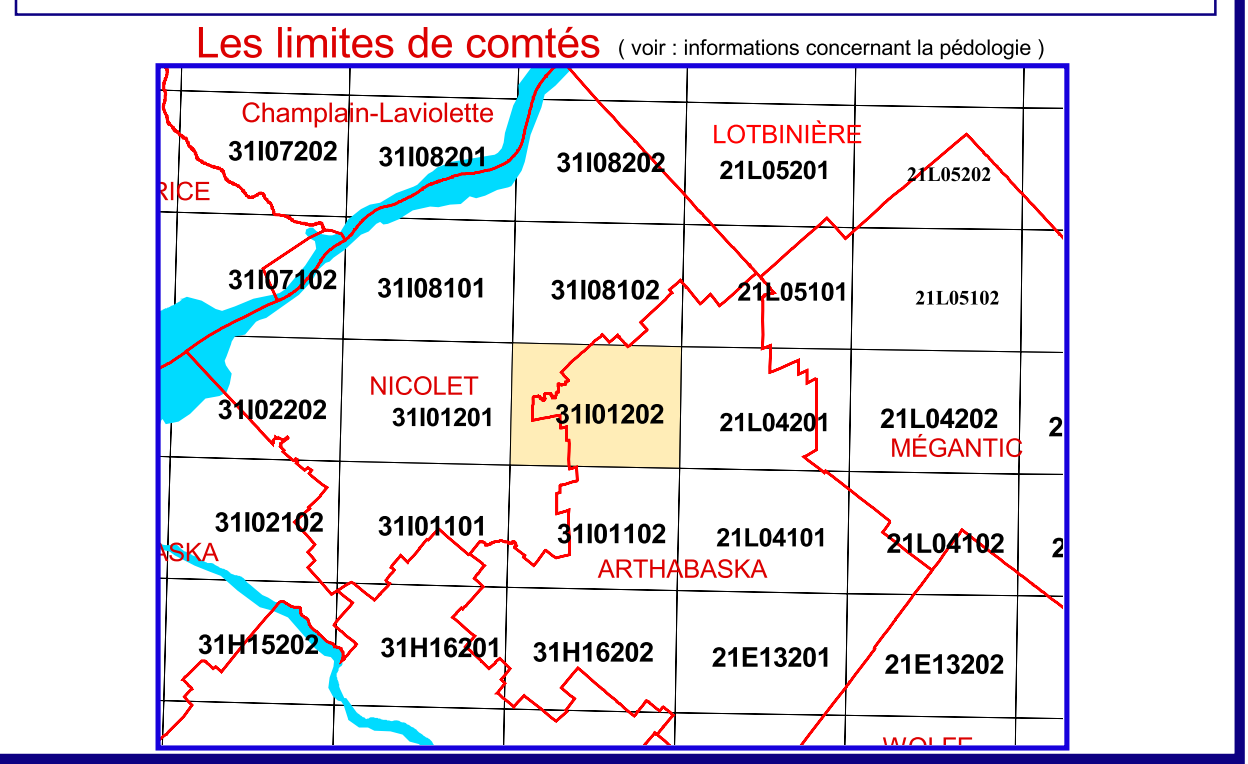 Les limites de comtés ( voir : informations concernant la pédologie )
Champlain-Laviolette
LOTBINIÈRE
31I07202 31I08201 31I08202 21L05201 21L05202
RICE
31I07102 31I08101 31I08102 21L05101 21L05102
NICOLET
31I02202 31I01201 31I01202 21L04201 21L04202 2
MÉGANTIC
31I02102 31I01101 31I01102 21L04101 21L04102 2
ASKA
ARTHABASKA
31H15202 31H16201 31H16202 21E13201 21E13202
WOLFE